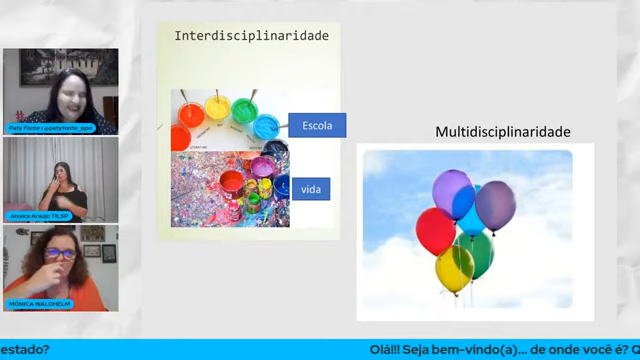 Interdisciplinaridade
Escola
vida
Multidisciplinaridade
Paty Fonte | @patyfonte_ppd
Jéssica Araujo TILSP
MÔNICA WALDHELM
estado?
Olá!!! Seja bem-vindo(a)... de onde você é? Q